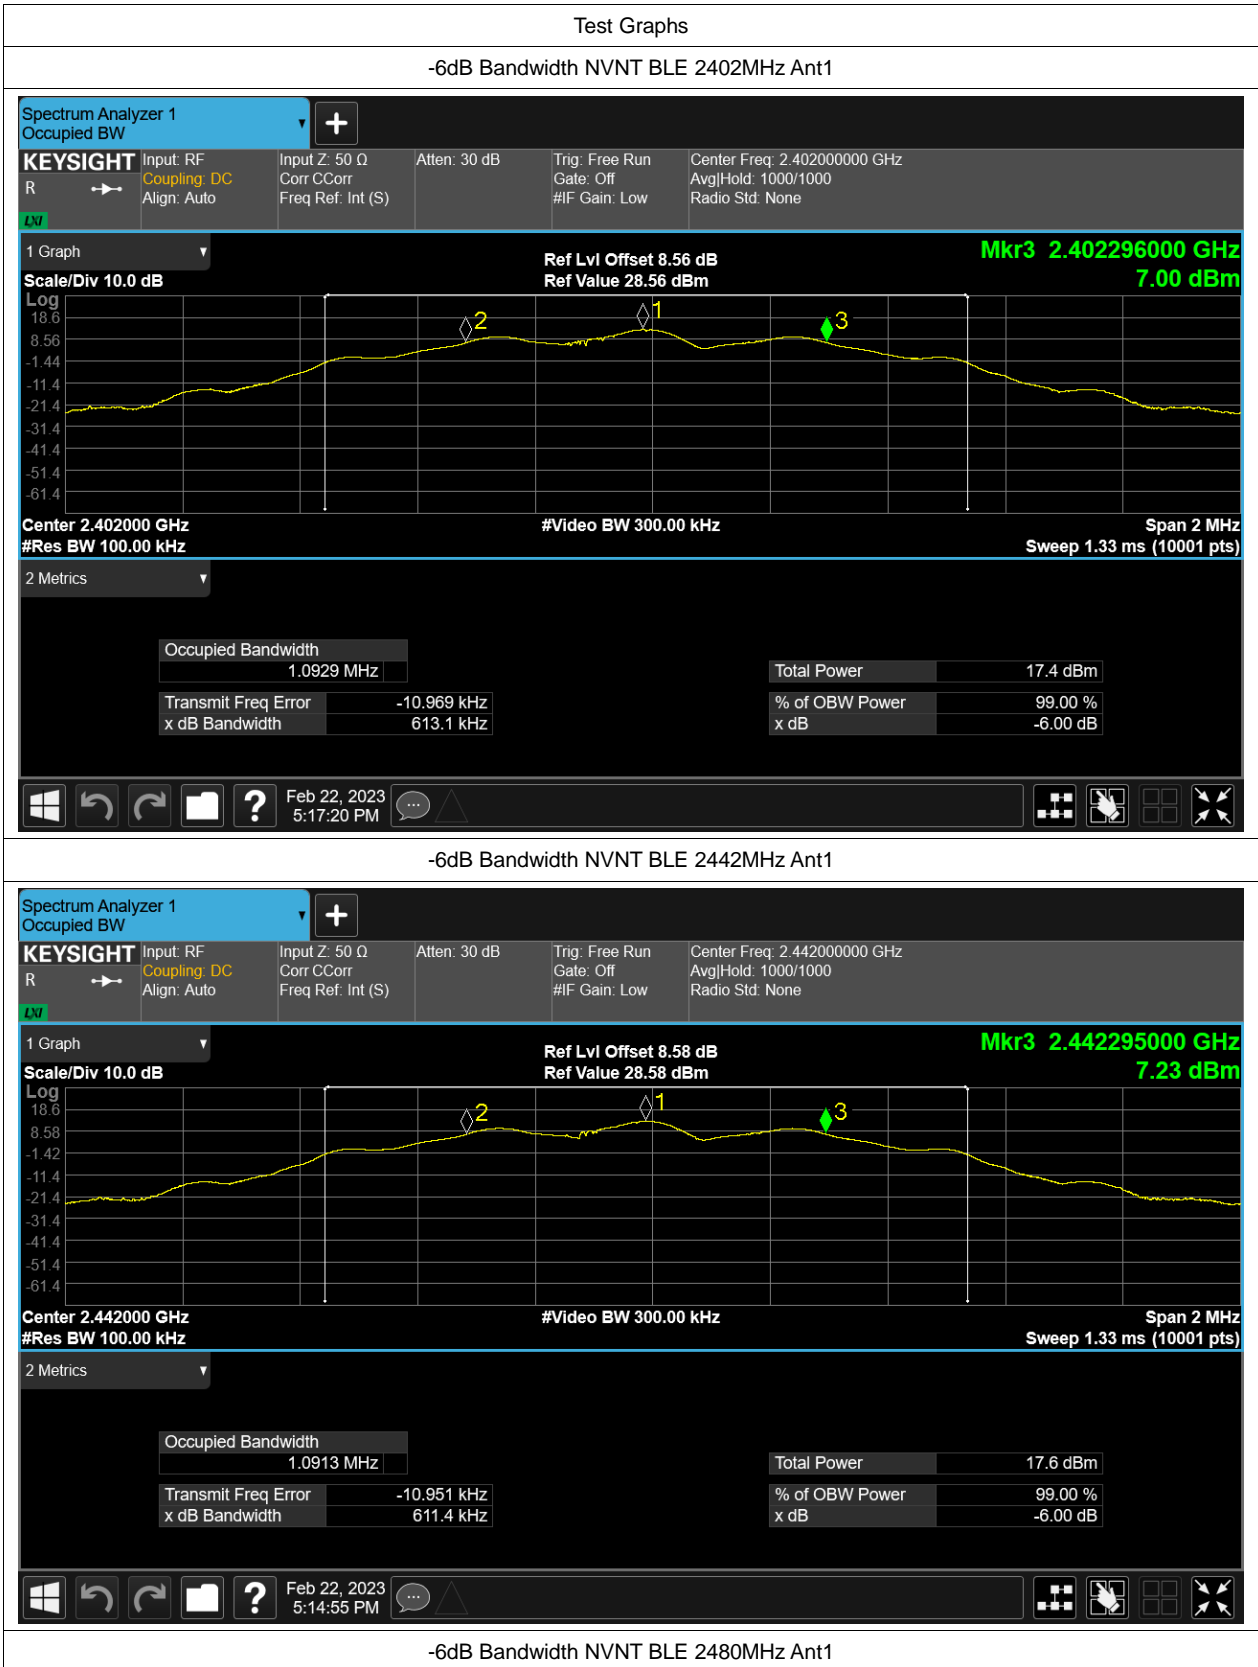 Test Graphs
-6dB Bandwidth NVNT BLE 2402MHz Ant1
Spectrum Analyzer 1
Occupied BW
KEYSIGHT Input: RF Input Z: 50 Ω Atten: 30 dB Trig: Free Run Center Freq: 2.402000000 GHz
R Coupling: DC Corr CCorr Gate: Off Avg|Hold: 1000/1000
Align: Auto Freq Ref: Int (S) #IF Gain: Low Radio Std: None
LXI
1 Graph
Ref Lvl Offset 8.56 dB
Mkr3 2.402296000 GHz
Scale/Div 10.0 dB
Ref Value 28.56 dBm
7.00 dBm
Log
18.6
8.56
-1.44
-11.4
-21.4
-31.4
-41.4
-51.4
-61.4
2
1
3
Center 2.402000 GHz #Video BW 300.00 kHz Span 2 MHz
#Res BW 100.00 kHz Sweep 1.33 ms (10001 pts)
2 Metrics
Occupied Bandwidth
1.0929 MHz
Total Power 17.4 dBm
Transmit Freq Error -10.969 kHz % of OBW Power 99.00 %
x dB Bandwidth 613.1 kHz x dB -6.00 dB
Feb 22, 2023
5:17:20 PM
-6dB Bandwidth NVNT BLE 2442MHz Ant1
Spectrum Analyzer 1
Occupied BW
KEYSIGHT Input: RF Input Z: 50 Ω Atten: 30 dB Trig: Free Run Center Freq: 2.442000000 GHz
R Coupling: DC Corr CCorr Gate: Off Avg|Hold: 1000/1000
Align: Auto Freq Ref: Int (S) #IF Gain: Low Radio Std: None
LXI
1 Graph
Ref Lvl Offset 8.58 dB
Mkr3 2.442295000 GHz
Scale/Div 10.0 dB
Ref Value 28.58 dBm
7.23 dBm
Log
18.6
8.58
-1.42
-11.4
-21.4
-31.4
-41.4
-51.4
-61.4
2
1
3
Center 2.442000 GHz #Video BW 300.00 kHz Span 2 MHz
#Res BW 100.00 kHz Sweep 1.33 ms (10001 pts)
2 Metrics
Occupied Bandwidth
1.0913 MHz
Total Power 17.6 dBm
Transmit Freq Error -10.951 kHz % of OBW Power 99.00 %
x dB Bandwidth 611.4 kHz x dB -6.00 dB
Feb 22, 2023
5:14:55 PM
-6dB Bandwidth NVNT BLE 2480MHz Ant1